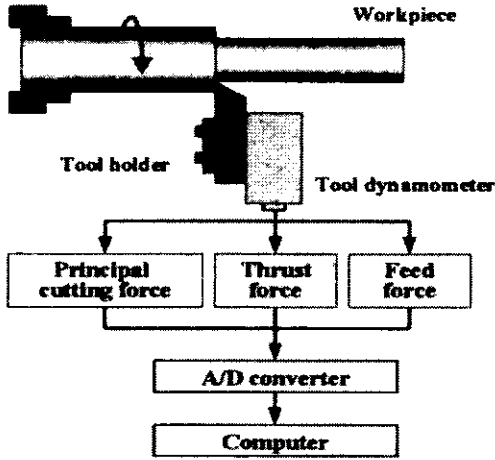 Workpiece
Tool holder
Tool dynamometer
Principal
cutting force
Thrust
force
Feed
force
A/D converter
Computer